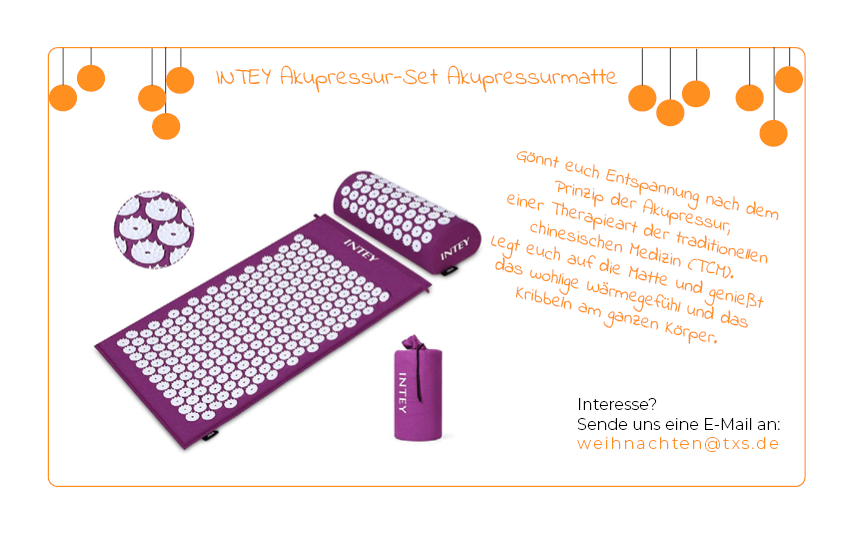 INTEY Akupressur-Set Akupressurmatte
Gönnt euch Entspannung nach dem
Prinzip der Akupressur,
einer Therapieart der traditionellen
chinesischen Medizin (TCM).
Legt euch auf die Matte und genießt
das wohlige Wärmegefühl und das
Kribbeln am ganzen Körper.
INTEY
INTEY
INTEY
Interesse?
Sende uns eine E-Mail an:
weihnachten@txs.de